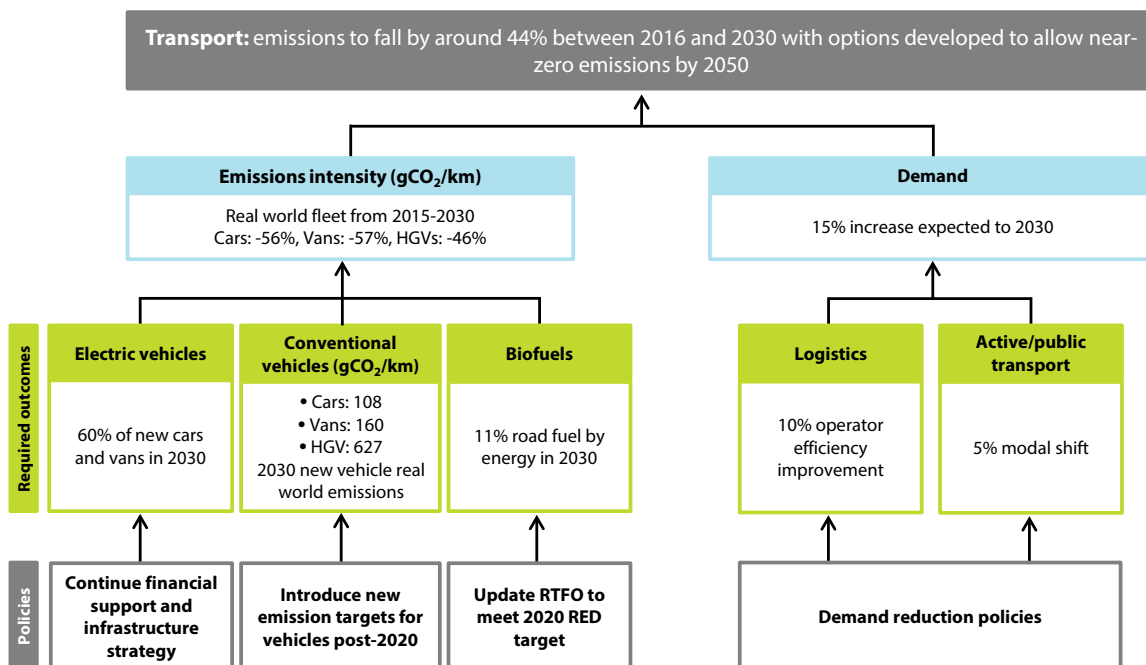 Transport: emissions to fall by around 44% between 2016 and 2030 with options developed to allow near-
zero emissions by 2050
Emissions intensity (gCO₂/km)
Real world fleet from 2015-2030
Cars: -56%, Vans: -57%, HGVs: -46%
Demand
15% increase expected to 2030
Required outcomes
Electric vehicles
60% of new cars
and vans in 2030
Conventional
vehicles (gCO₂/km)
• Cars: 108
• Vans: 160
• HGV: 627
2030 new vehicle real
world emissions
Biofuels
11% road fuel by
energy in 2030
Logistics
10% operator
efficiency
improvement
Active/public
transport
5% modal shift
Policies
Continue financial
support and
infrastructure
strategy
Introduce new
emission targets for
vehicles post-2020
Update RTFO to
meet 2020 RED
target
Demand reduction policies